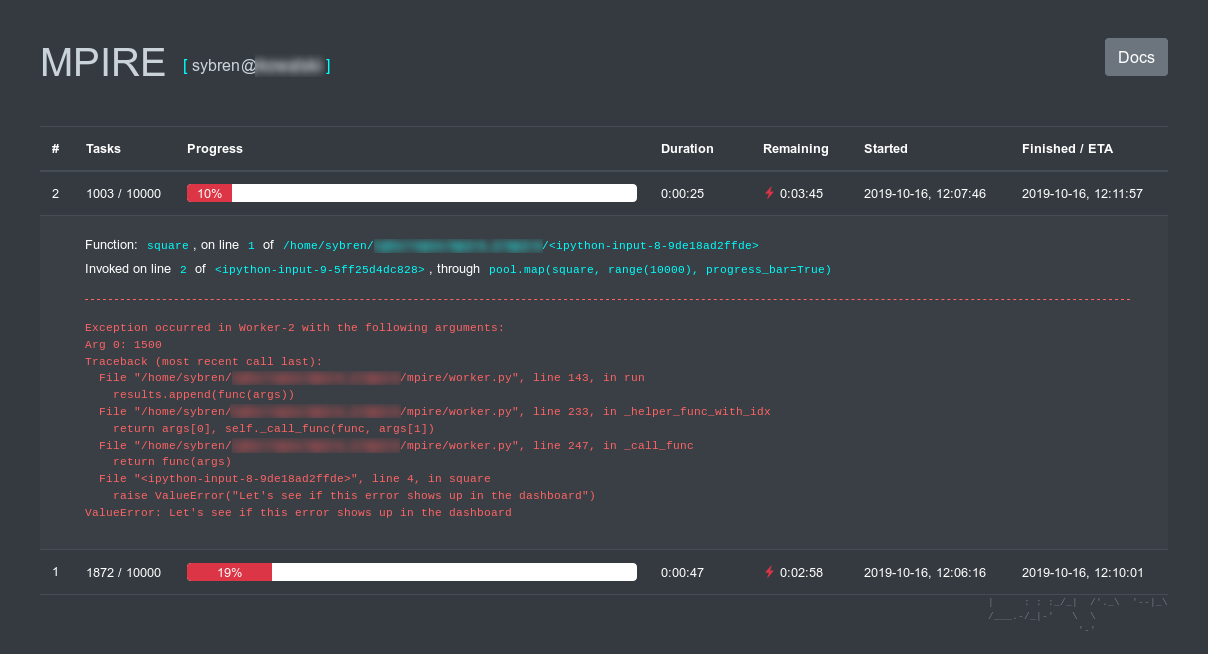 MPIRE [ sybren@ ]
Docs
# Tasks Progress Duration Remaining Started Finished / ETA
2 1003 / 10000 10% 0:00:25 0:03:45 2019-10-16, 12:07:46 2019-10-16, 12:11:57
Function: square , on line 1 of /home/sybren/ /<ipython-input-8-9de18ad2ffde>
Invoked on line 2 of <ipython-input-9-5ff25d4dc828> , through pool.map(square, range(10000), progress_bar=True)
Exception occurred in Worker-2 with the following arguments:
Arg 0: 1500
Traceback (most recent call last):
File "/home/sybren/ /mpire/worker.py", line 143, in run
results.append(func(args))
File "/home/sybren/ /mpire/worker.py", line 233, in _helper_func_with_idx
return args[0], self._call_func(func, args[1])
File "/home/sybren/ /mpire/worker.py", line 247, in _call_func
return func(args)
File "<ipython-input-8-9de18ad2ffde>", line 4, in square
raise ValueError("Let's see if this error shows up in the dashboard")
ValueError: Let's see if this error shows up in the dashboard
1 1872 / 10000 19% 0:00:47 0:02:58 2019-10-16, 12:06:16 2019-10-16, 12:10:01